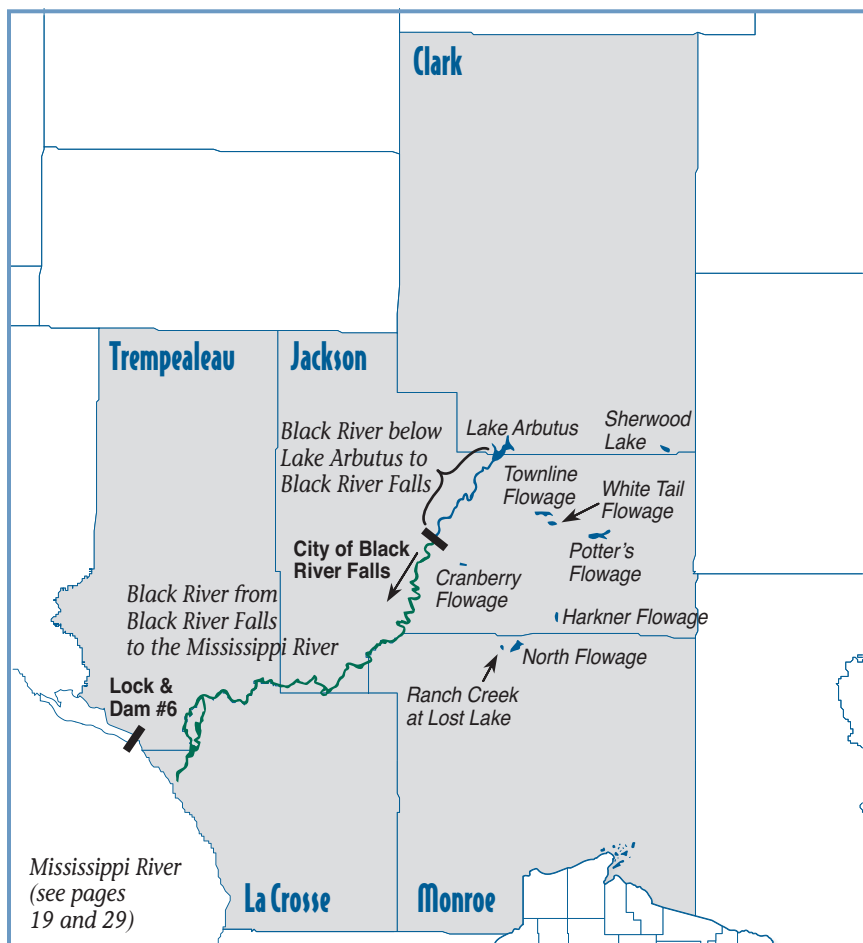 Clark
Trempealeau
Jackson
Black River below
Lake Arbutus to
Black River Falls
Lake Arbutus
Sherwood
Lake
Townline
Flowage
White Tail
Flowage
Potter's
Flowage
City of Black
River Falls
Cranberry
Flowage
Black River from
Black River Falls
to the Mississippi River
Harkner Flowage
North Flowage
Lock &
Dam #6
Ranch Creek
at Lost Lake
Mississippi River
(see pages
19 and 29)
La Crosse
Monroe